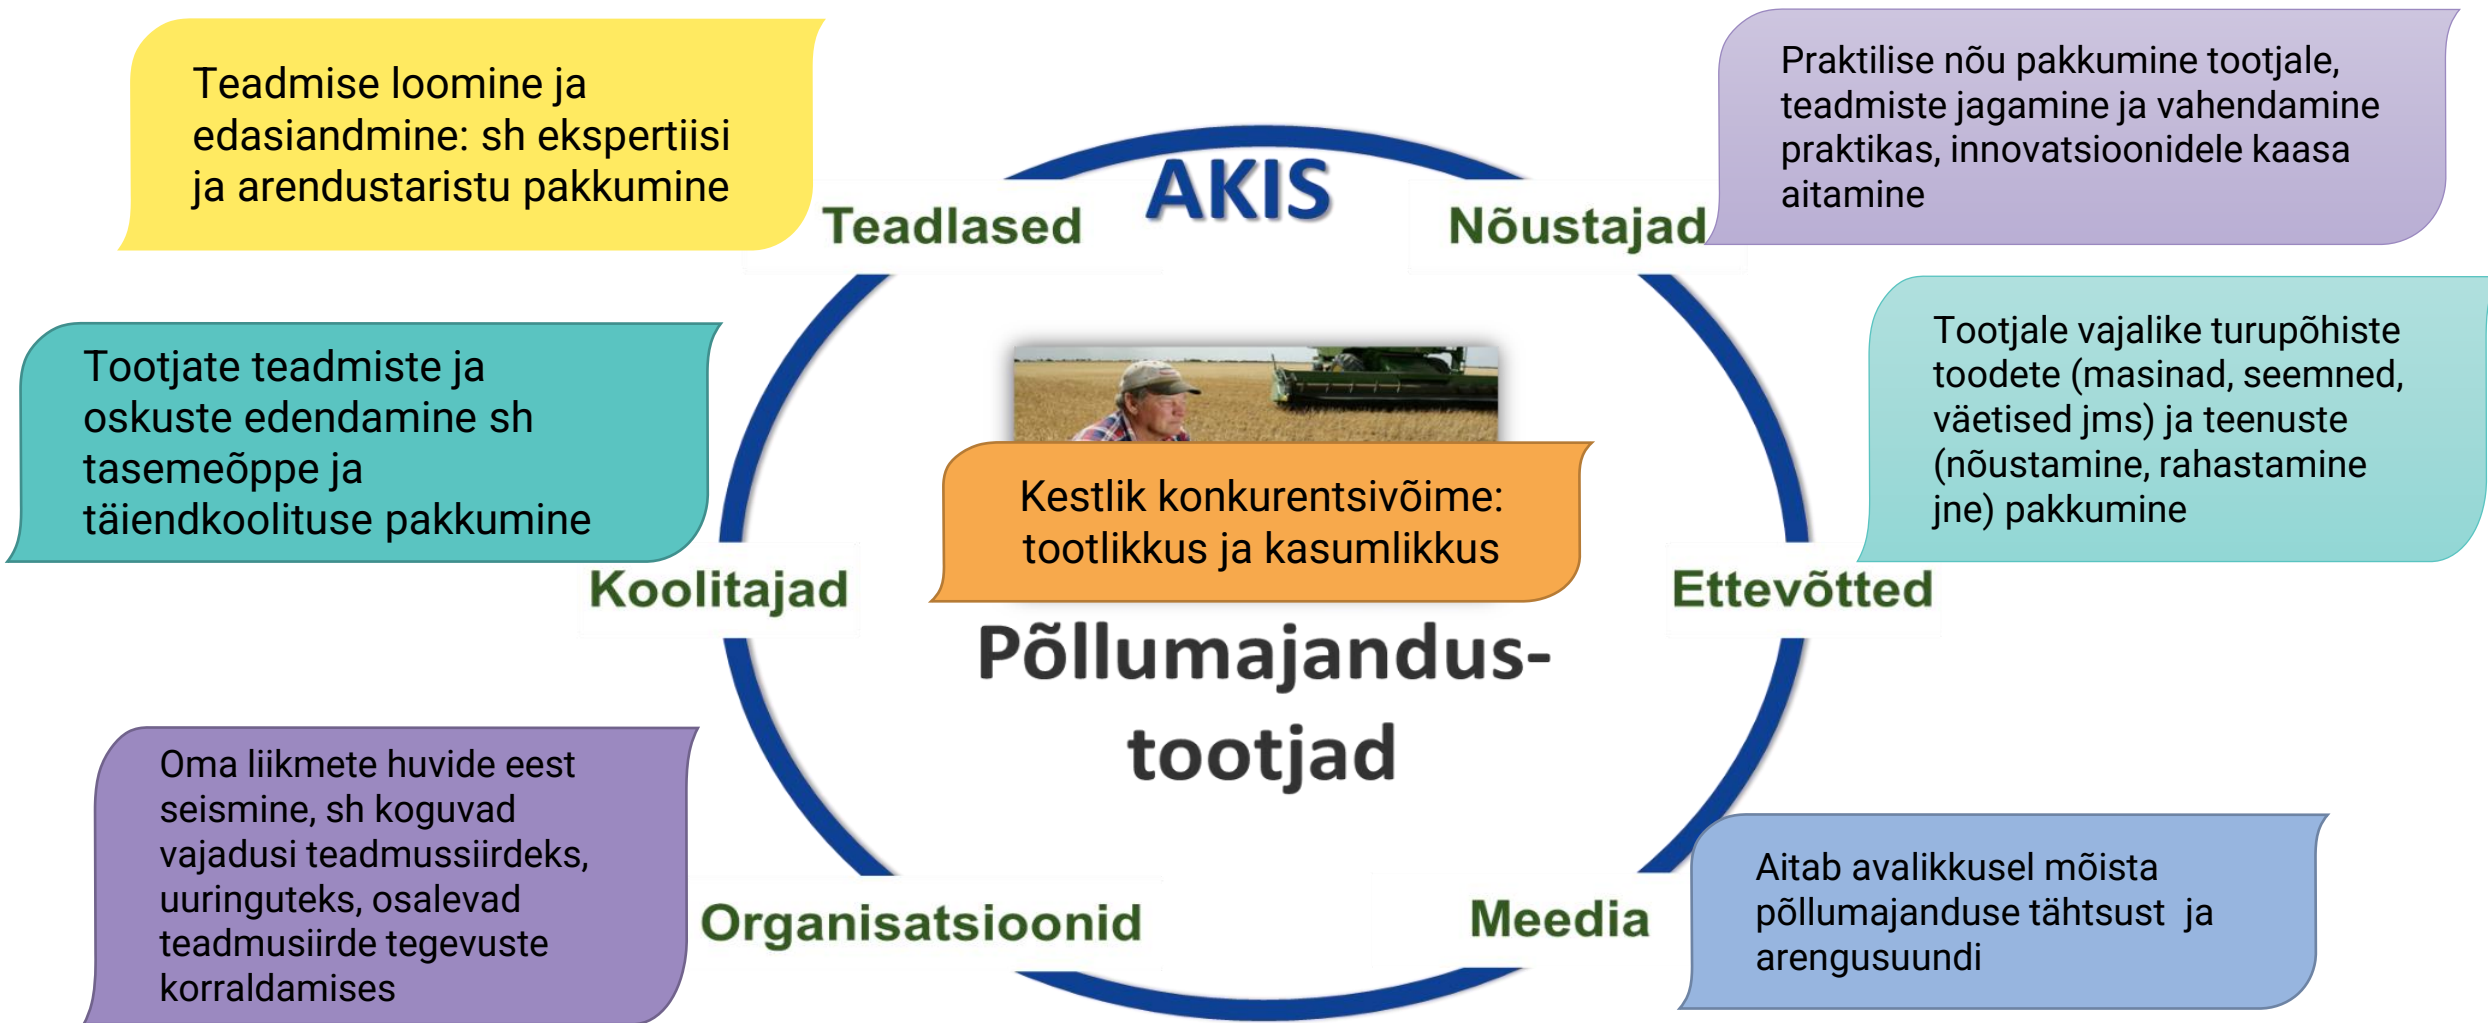 Teadmise loomine ja
edasiandmine: sh ekspertiisi
ja arendustaristu pakkumine
Praktilise nõu pakkumine tootjale,
teadmiste jagamine ja vahendamine
praktikas, innovatsioonidele kaasa
aitamine
AKIS
Teadlased
Nõustajad
Tootjate teadmiste ja
oskuste edendamine sh
tasemeõppe ja
täiendkoolituse pakkumine
Tootjale vajalike turupõhiste
toodete (masinad, seemned,
väetised jms) ja teenuste
(nõustamine, rahastamine
jne) pakkumine
Kestlik konkurentsivõime:
tootlikkus ja kasumlikkus
Koolitajad
Ettevõtted
Põllumajandus-
tootjad
Oma liikmete huvide eest
seismine, sh koguvad
vajadusi teadmussiirdeks,
uuringuteks, osalevad
teadmusiirde tegevuste
korraldamises
Organisatsioonid
Meedia
Aitab avalikkusel mõista
põllumajanduse tähtsust  ja
arengusuundi